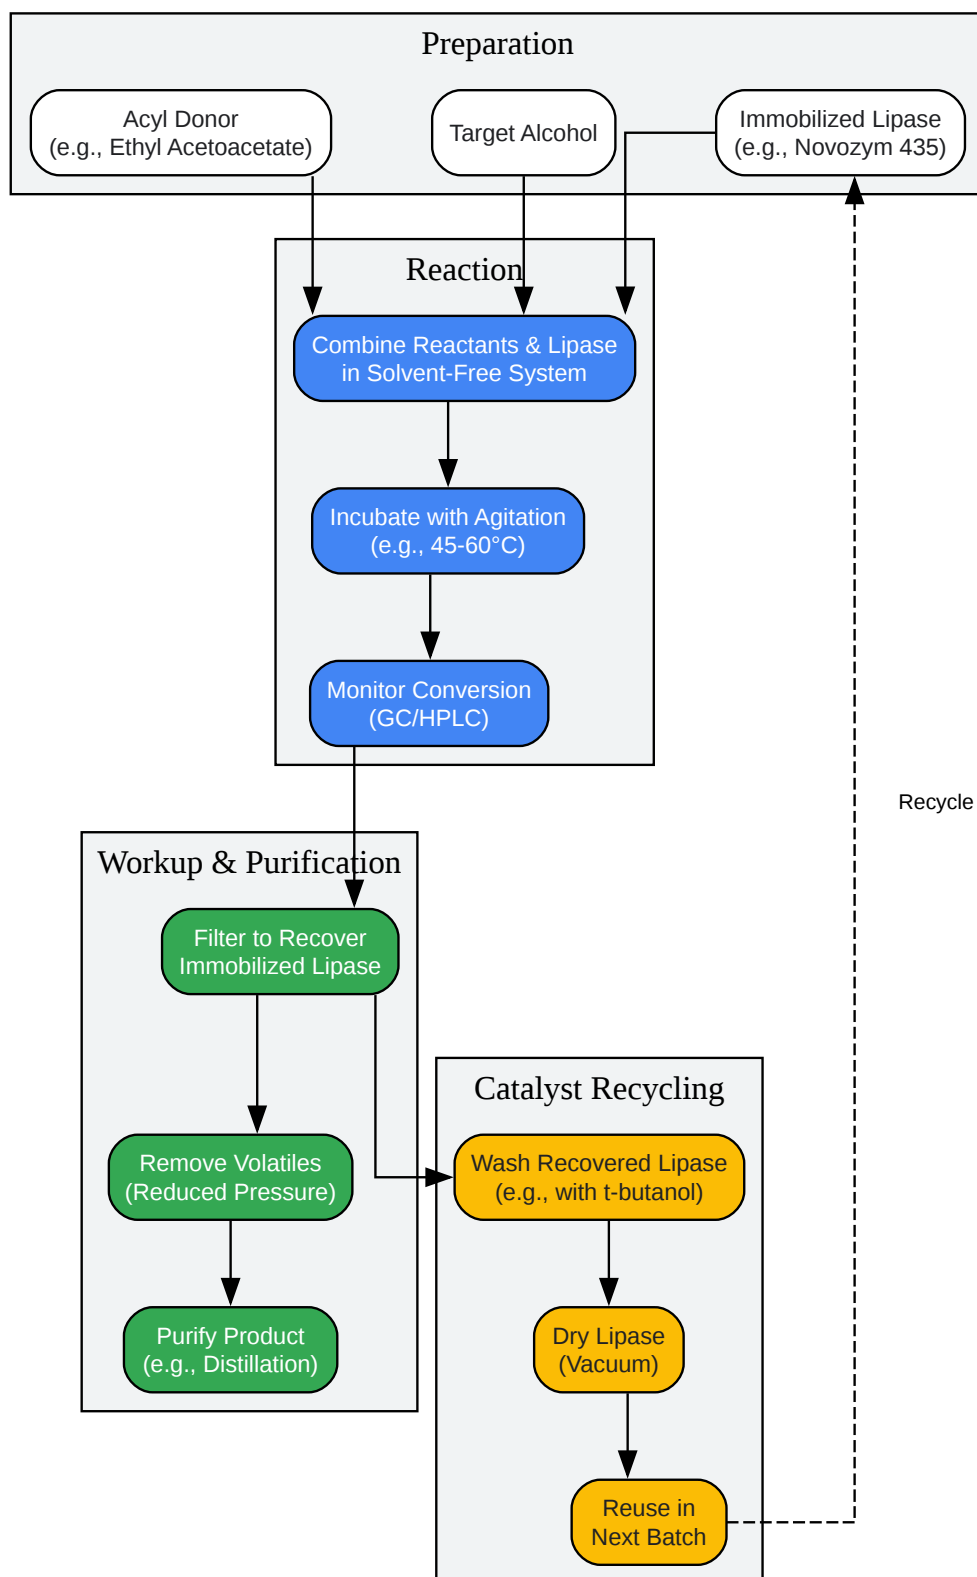 Preparation
Acyl Donor
(e.g., Ethyl Acetoacetate)
Target Alcohol
Immobilized Lipase
(e.g., Novozym 435)
Reaction
Combine Reactants & Lipase
in Solvent-Free System
Incubate with Agitation
(e.g., 45-60°C)
Monitor Conversion
(GC/HPLC)
Recycle
Workup & Purification
Filter to Recover
Immobilized Lipase
Remove Volatiles
(Reduced Pressure)
Purify Product
(e.g., Distillation)
Catalyst Recycling
Wash Recovered Lipase
(e.g., with t-butanol)
Dry Lipase
(Vacuum)
Reuse in
Next Batch